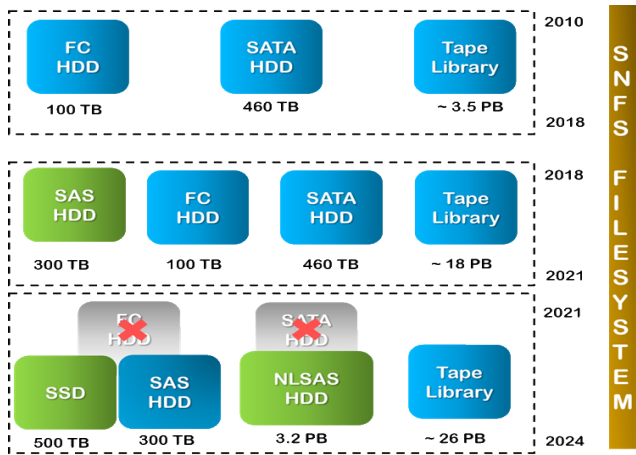 2010
FC
HDD
SATA
HDD
Tape
Library
100 TB
460 TB
~ 3.5 PB
2018
2018
SAS
HDD
FC
HDD
SATA
HDD
Tape
Library
300 TB
100 TB
460 TB
~ 18 PB
2021
2021
FC
HDD
SATA
HDD
SSD
SAS
HDD
NLSAS
HDD
Tape
Library
500 TB
300 TB
3.2 PB
~ 26 PB
2024
SNFS FILESYSTEM